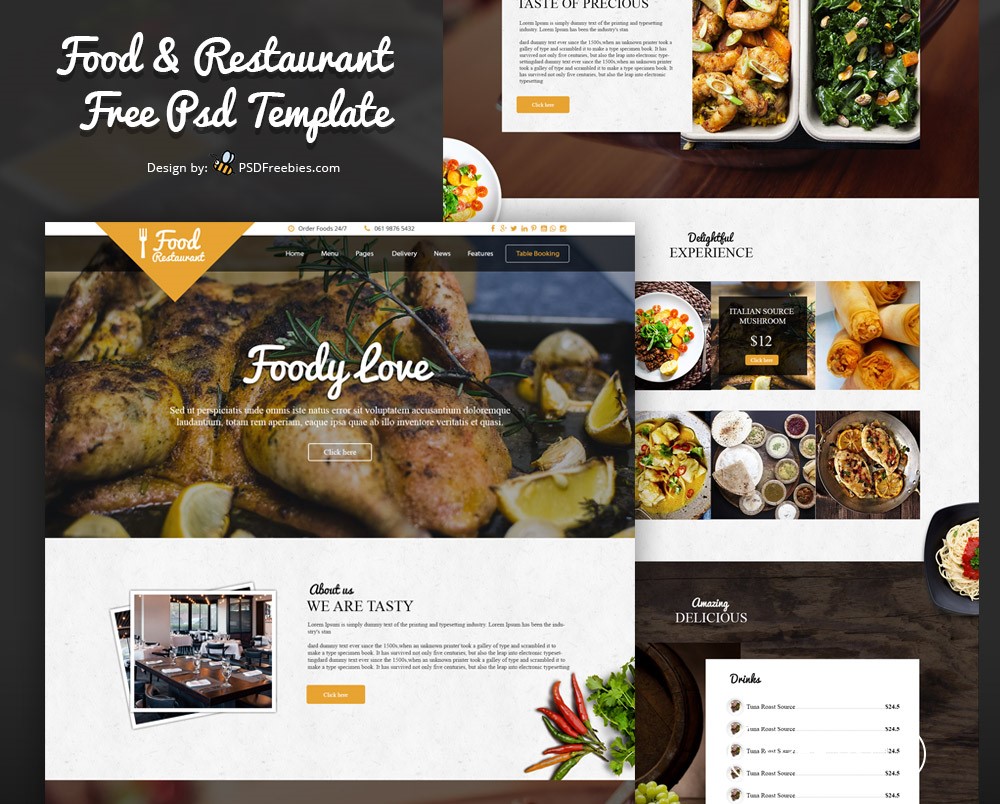 Food & Restaurant
Free Psd Template
Design by: PSDFreebies.com
Food
Restaurant
Order Foods 24/7
061 9876 5432
Home Menu Pages Delivery News Features Table Booking
Foody Love
Sed ut perspiciatis unde omnis iste natus error sit voluptatem accusantium doloremque
laudantium, totam rem aperiam, eaque ipsa quae ab illo inventore veritatis et quasi.
Click here
About us
WE ARE TASTY
Lorem Ipsum is simply dummy text of the printing and typesetting industry. Lorem Ipsum has been the indu-
stry's stan
dard dummy text ever since the 1500s,when an unknown printer took a galley of type and scrambled it to
make a type specimen book. It has survived not only five centuries, but also the leap into electronic typeset-
tingdard dummy text ever since the 1500s,when an unknown printer took a galley of type and scrambled it to
make a type specimen book. It has survived not only five centuries, but also the leap into electronic typesetting
Click here
TASTE OF PRECIOUS
Lorem Ipsum is simply dummy text of the printing and typesetting
industry. Lorem Ipsum has been the industry's stan
dard dummy text ever since the 1500s,when an unknown printer took a
galley of type and scrambled it to make a type specimen book. It has
survived not only five centuries, but also the leap into electronic type-
settingdard dummy text ever since the 1500s,when an unknown printer
took a galley of type and scrambled it to make a type specimen book. It
has survived not only five centuries, but also the leap into electronic
typesetting
Click here
Delightful
EXPERIENCE
ITALIAN SOURCE
MUSHROOM
$12
Click here
Amazing
DELICIOUS
Drinks
Tuna Roast Source $24.5
Tuna Roast Source $24.5
Tuna Roast Source $24.5
Tuna Roast Source $24.5
Tuna Roast Source $24.5